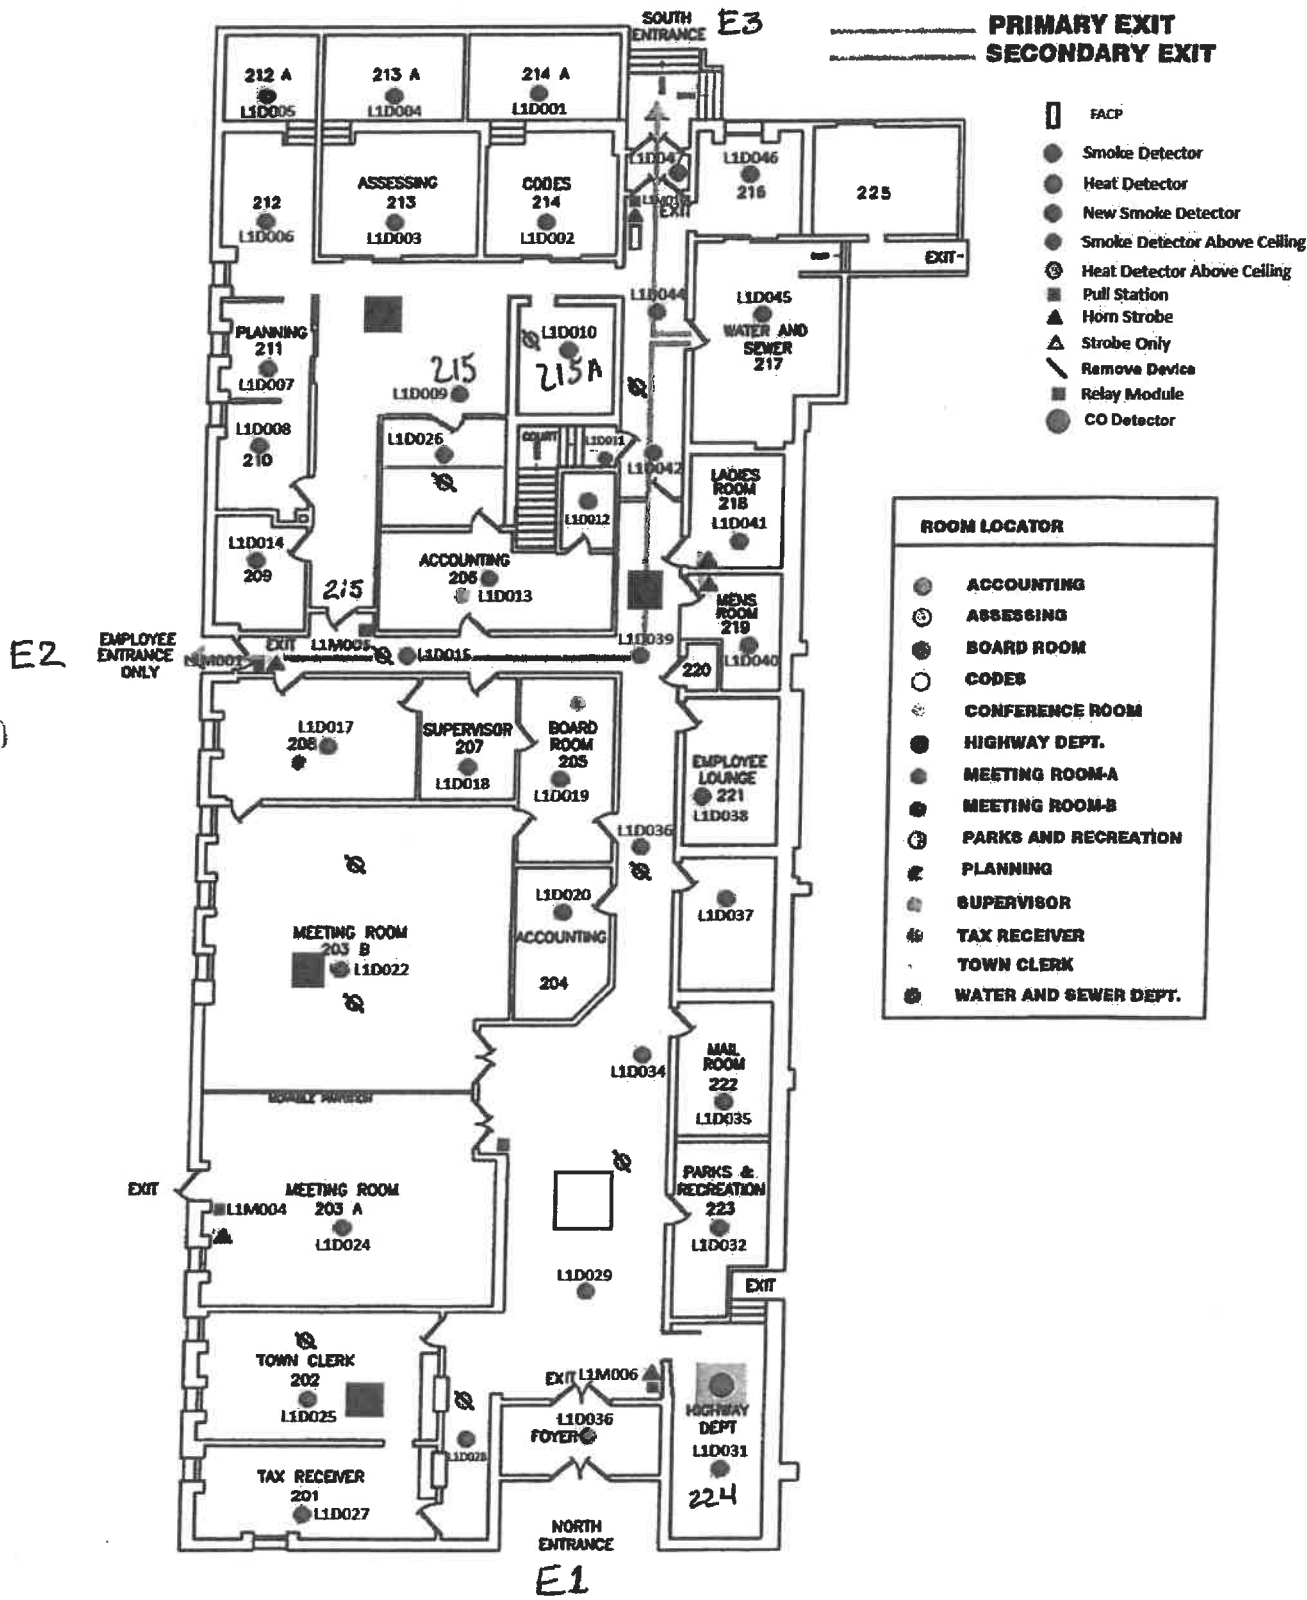 SOUTH
ENTRANCE
E3
PRIMARY EXIT
SECONDARY EXIT
FACP
Smoke Detector
Heat Detector
New Smoke Detector
Smoke Detector Above Ceiling
Heat Detector Above Ceiling
Pull Station
Horn Strobe
Strobe Only
Remove Device
Relay Module
CO Detector
212 A
L1D005
213 A
L1D004
214 A
L1D001
L1D047
L1D046
216
225
EXIT
212
L1D006
ASSESSING
213
L1D003
CODES
214
L1D002
EXIT
L1D044
L1D045
WATER AND
SEWER
217
PLANNING
211
L1D007
L1D010
215A
215
L1D009
L1D008
210
L1D026
COURT
L1D011
L1D042
LADIES
ROOM
218
L1D041
L1D012
L1D014
209
ACCOUNTING
206
L1D013
215
MENS
ROOM
219
L1D040
E2
EMPLOYEE
ENTRANCE
ONLY
L1M001
EXIT
L1M005
L1D015
L1D039
220
L1D017
208
SUPERVISOR
207
L1D018
BOARD
ROOM
205
L1D019
EMPLOYEE
LOUNGE
221
L1D038
L1D036
L1D020
ACCOUNTING
204
L1D037
MEETING ROOM
203 B
L1D022
L1D034
MAIL
ROOM
222
L1D035
MOVABLE PARTITION
EXIT
MEETING ROOM
203 A
L1M004
L1D024
PARKS &
RECREATION
223
L1D032
L1D029
EXIT
TOWN CLERK
202
L1D025
EXIT
L1M006
L1D036
FOYER
HIGHWAY
DEPT
L1D031
224
L1D028
TAX RECEIVER
201
L1D027
NORTH
ENTRANCE
E1
ROOM LOCATOR
ACCOUNTING
ASSESSING
BOARD ROOM
CODES
CONFERENCE ROOM
HIGHWAY DEPT.
MEETING ROOM-A
MEETING ROOM-B
PARKS AND RECREATION
PLANNING
SUPERVISOR
TAX RECEIVER
TOWN CLERK
WATER AND SEWER DEPT.